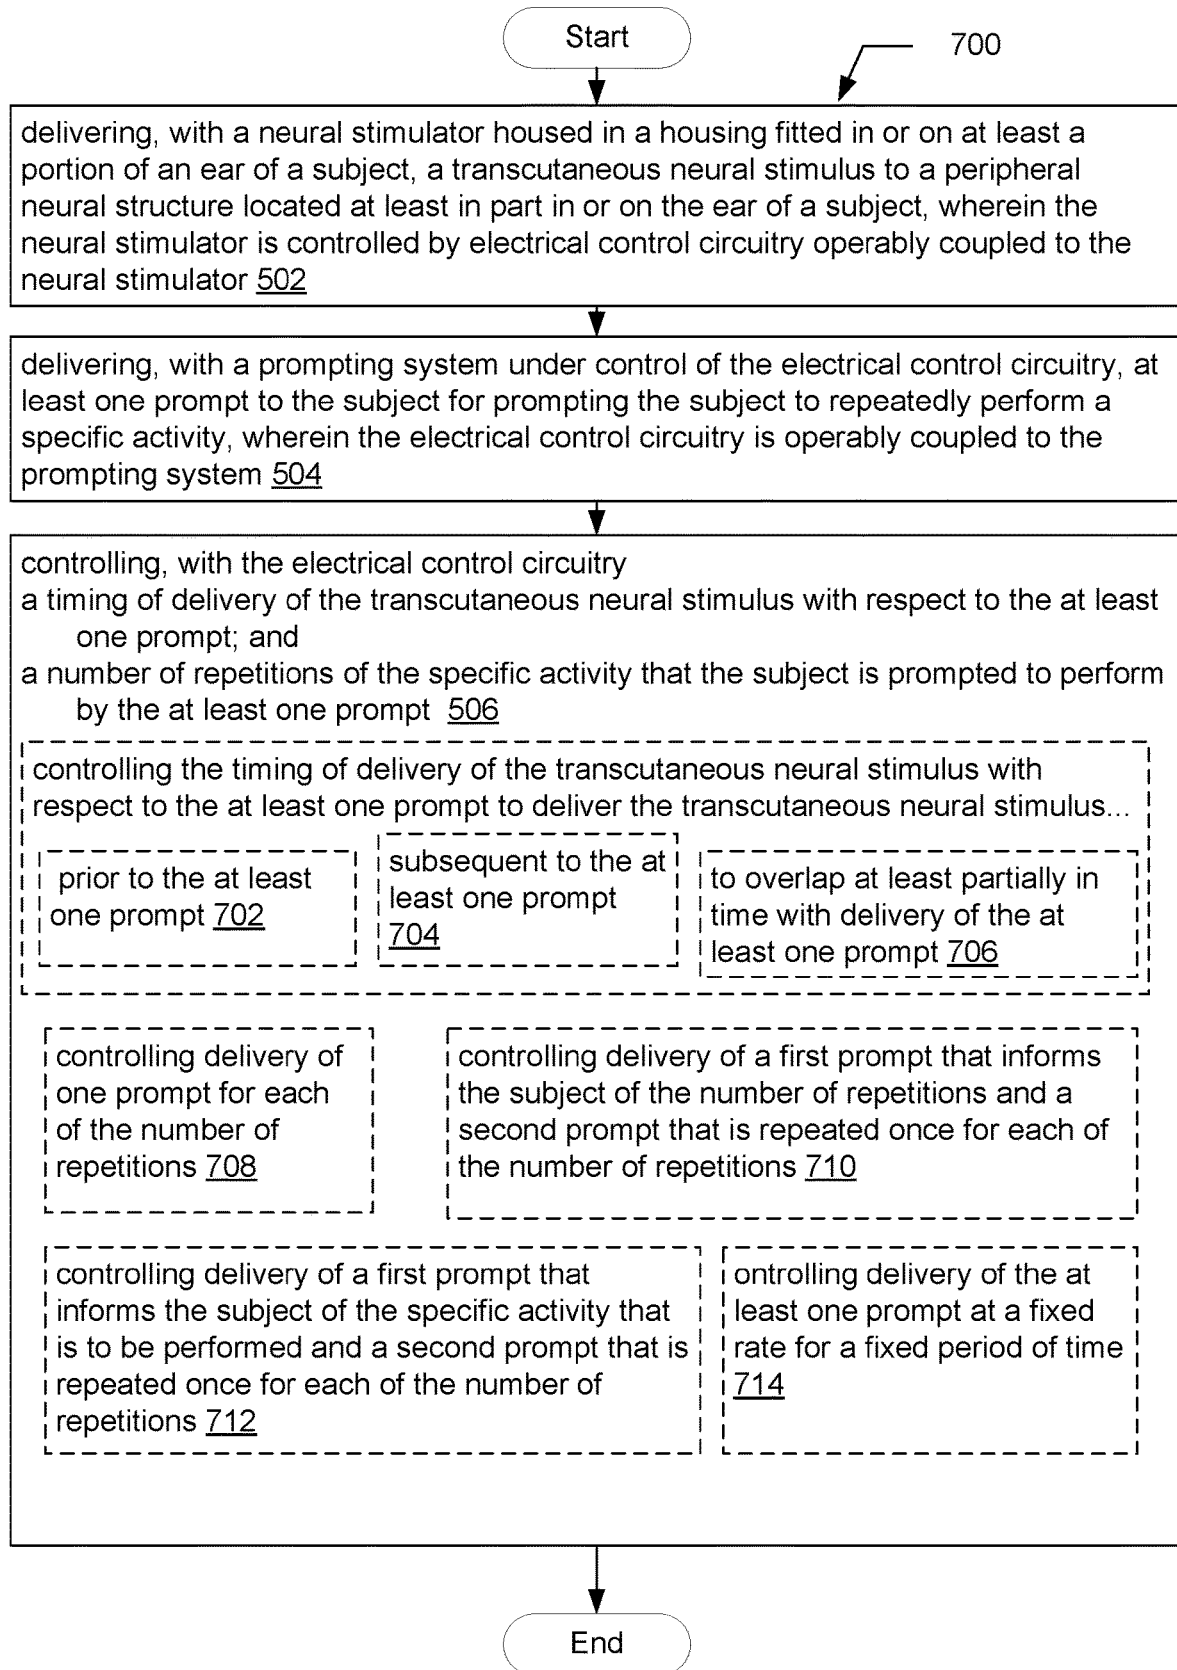 Start
700
delivering, with a neural stimulator housed in a housing fitted in or on at least a
portion of an ear of a subject, a transcutaneous neural stimulus to a peripheral
neural structure located at least in part in or on the ear of a subject, wherein the
neural stimulator is controlled by electrical control circuitry operably coupled to the
neural stimulator 502
delivering, with a prompting system under control of the electrical control circuitry, at
least one prompt to the subject for prompting the subject to repeatedly perform a
specific activity, wherein the electrical control circuitry is operably coupled to the
prompting system 504
controlling, with the electrical control circuitry
a timing of delivery of the transcutaneous neural stimulus with respect to the at least
one prompt; and
a number of repetitions of the specific activity that the subject is prompted to perform
by the at least one prompt 506
controlling the timing of delivery of the transcutaneous neural stimulus with
respect to the at least one prompt to deliver the transcutaneous neural stimulus...
prior to the at least
one prompt 702
subsequent to the at
least one prompt
704
to overlap at least partially in
time with delivery of the at
least one prompt 706
controlling delivery of
one prompt for each
of the number of
repetitions 708
controlling delivery of a first prompt that informs
the subject of the number of repetitions and a
second prompt that is repeated once for each of
the number of repetitions 710
controlling delivery of a first prompt that
informs the subject of the specific activity that
is to be performed and a second prompt that is
repeated once for each of the number of
repetitions 712
ontrolling delivery of the at
least one prompt at a fixed
rate for a fixed period of time
714
End